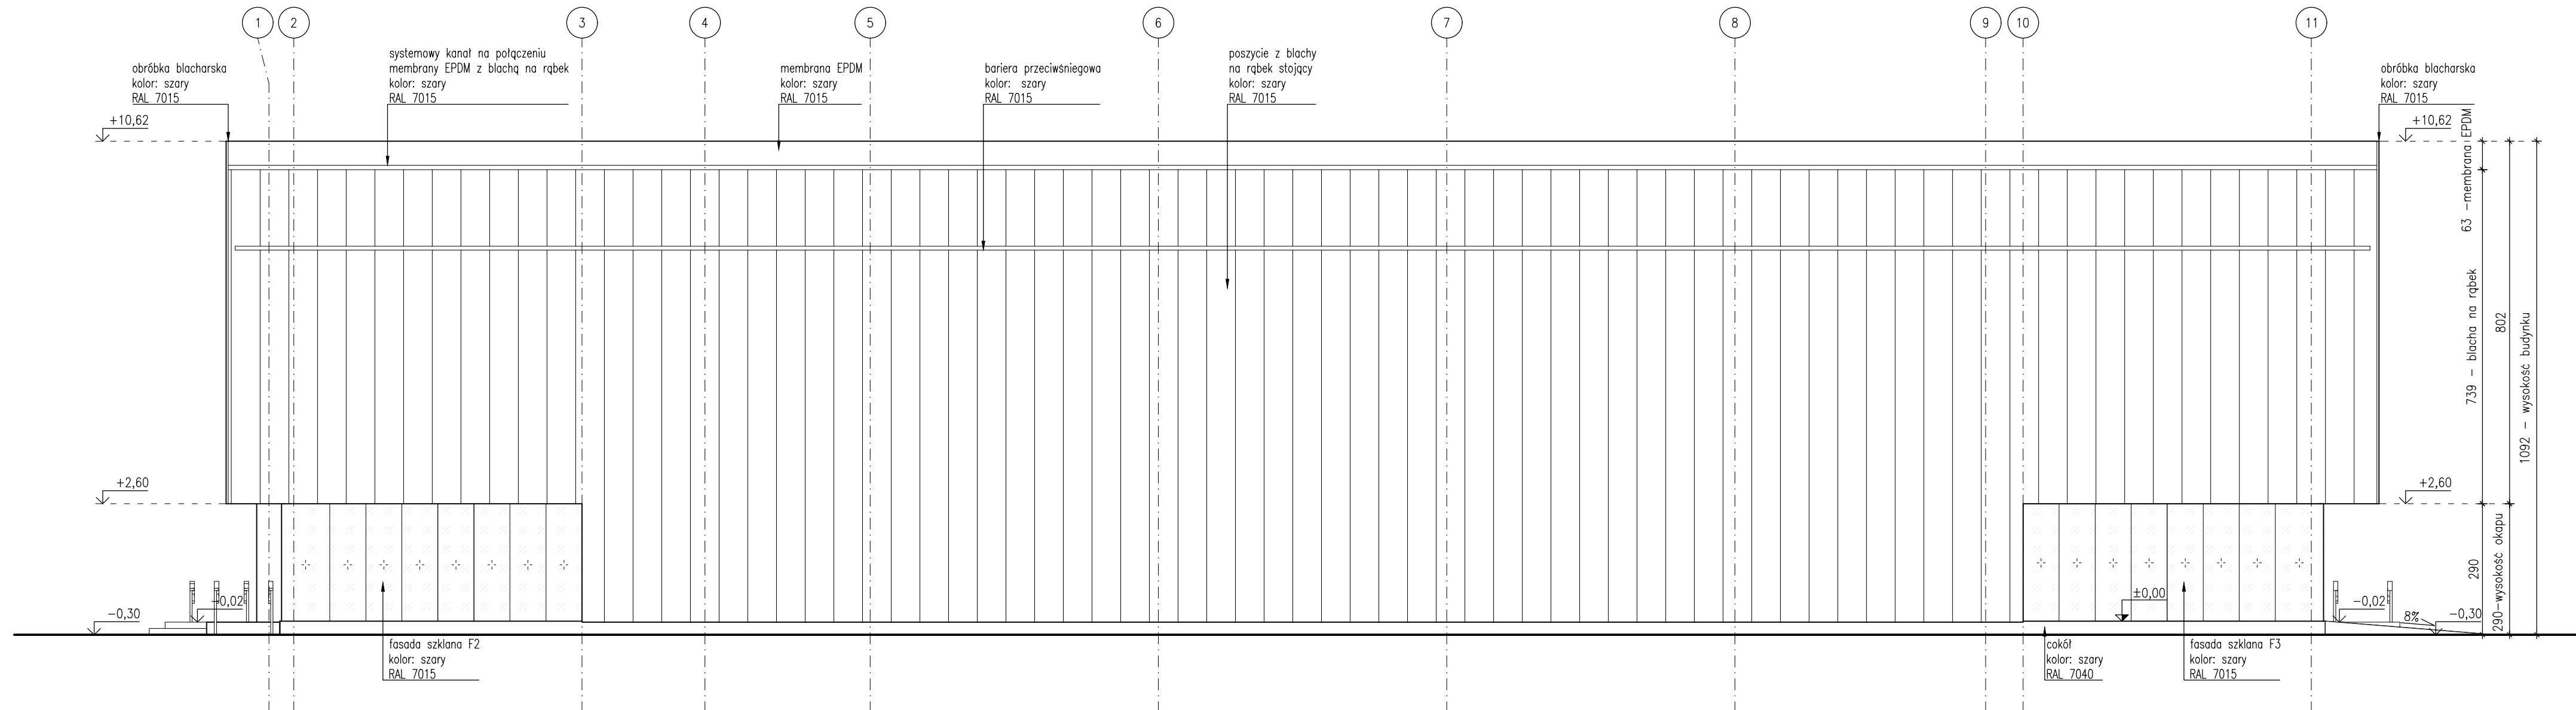 1
2
3
4
5
6
7
8
9
10
11
obróbka blacharska
kolor: szary
RAL 7015
systemowy kanał na połączeniu
membrany EPDM z blachą na rąbek
kolor: szary
RAL 7015
membrana EPDM
kolor: szary
RAL 7015
bariera przeciwśniegowa
kolor: szary
RAL 7015
poszycie z blachy
na rąbek stojący
kolor: szary
RAL 7015
obróbka blacharska
kolor: szary
RAL 7015
+10,62
+10,62
63 -membrana EPDM
739 - blacha na rąbek
802
1092 - wysokość budynku
+2,60
+2,60
290
290-wysokość okapu
-0,30
-0,02
±0,00
-0,02
8%
-0,30
fasada szklana F2
kolor: szary
RAL 7015
cokół
kolor: szary
RAL 7040
fasada szklana F3
kolor: szary
RAL 7015